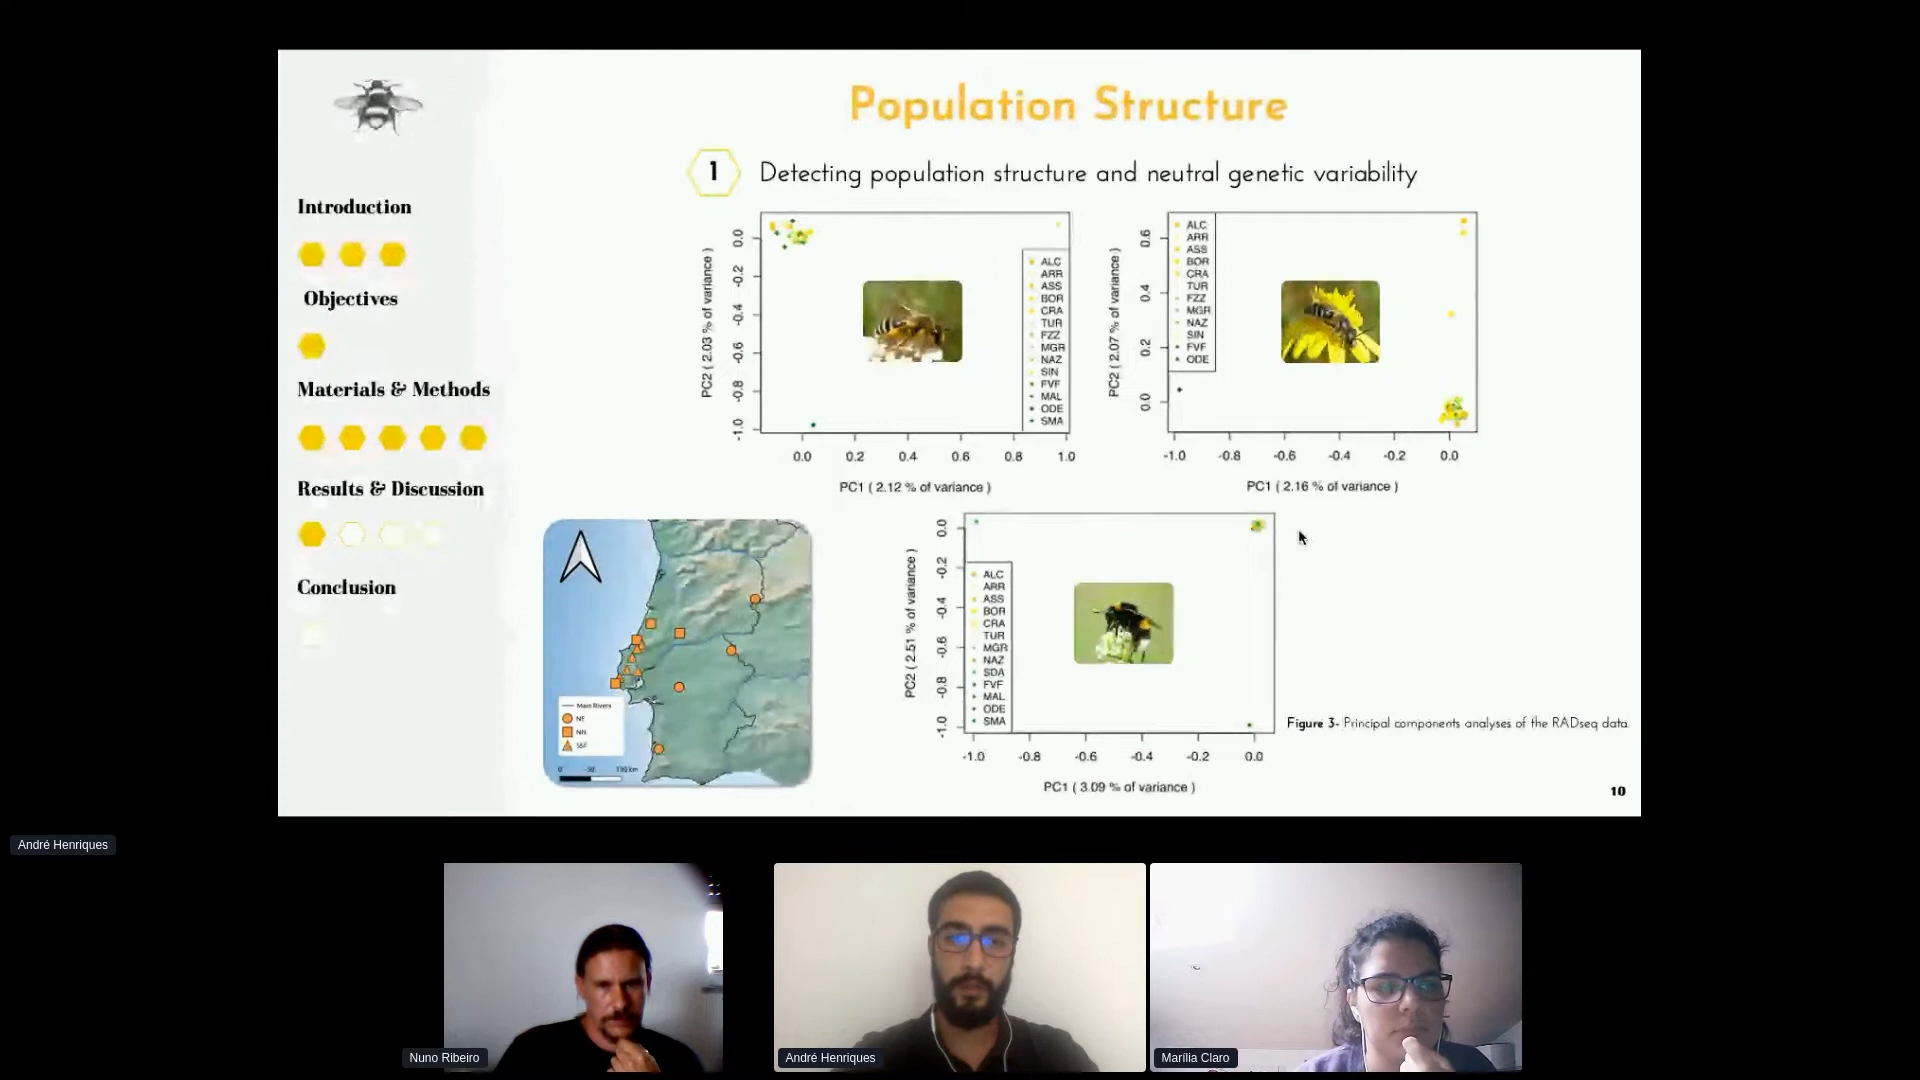 Population Structure
1 Detecting population structure and neutral genetic variability
Introduction
Objectives
Materials & Methods
Results & Discussion
Conclusion
PC2 ( 2.03 % of variance )
0.0
-0.2
-0.4
-0.6
-0.8
-1.0
ALC
ARR
ASS
BOR
CRA
TUR
FZZ
MGR
NAZ
SIN
FVF
MAL
ODE
SMA
0.0 0.2 0.4 0.6 0.8 1.0
PC1 ( 2.12 % of variance )
PC2 ( 2.07 % of variance )
0.6
0.4
0.2
0.0
ALC
ARR
ASS
BOR
CRA
TUR
FZZ
MGR
NAZ
SIN
FVF
ODE
-1.0 -0.8 -0.6 -0.4 -0.2 0.0
PC1 ( 2.16 % of variance )
Main Rivers
NF
NN
0
PC2 ( 2.51 % of variance )
0.0
-0.2
-0.4
-0.6
-0.8
-1.0
ALC
ARR
ASS
BOR
CRA
TUR
MGR
NAZ
SDA
FVF
MAL
ODE
SMA
-1.0 -0.8 -0.6 -0.4 -0.2 0.0
PC1 ( 3.09 % of variance )
Figure 3- Principal components analyses of the RADseq data.
10
André Henriques
Nuno Ribeiro
André Henriques
Marília Claro